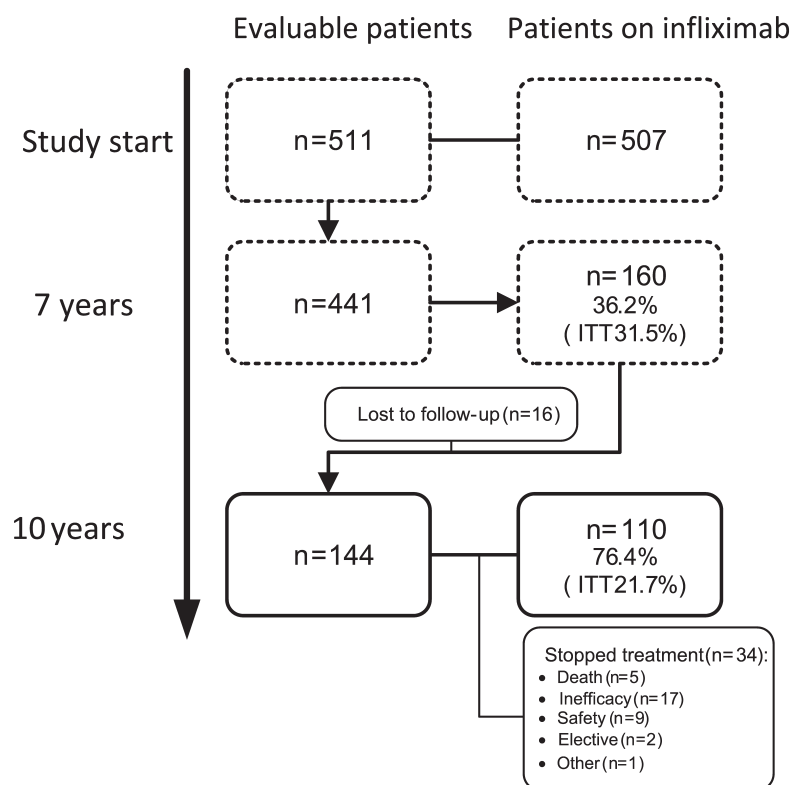 Evaluable patients
Patients on infliximab
Study start
n=511
n=507
7 years
n=441
n=160
36.2%
( ITT31.5%)
Lost to follow-up (n=16)
10 years
n=144
n=110
76.4%
( ITT21.7%)
Stopped treatment (n=34):
• Death (n=5)
• Inefficacy (n=17)
• Safety (n=9)
• Elective (n=2)
• Other (n=1)